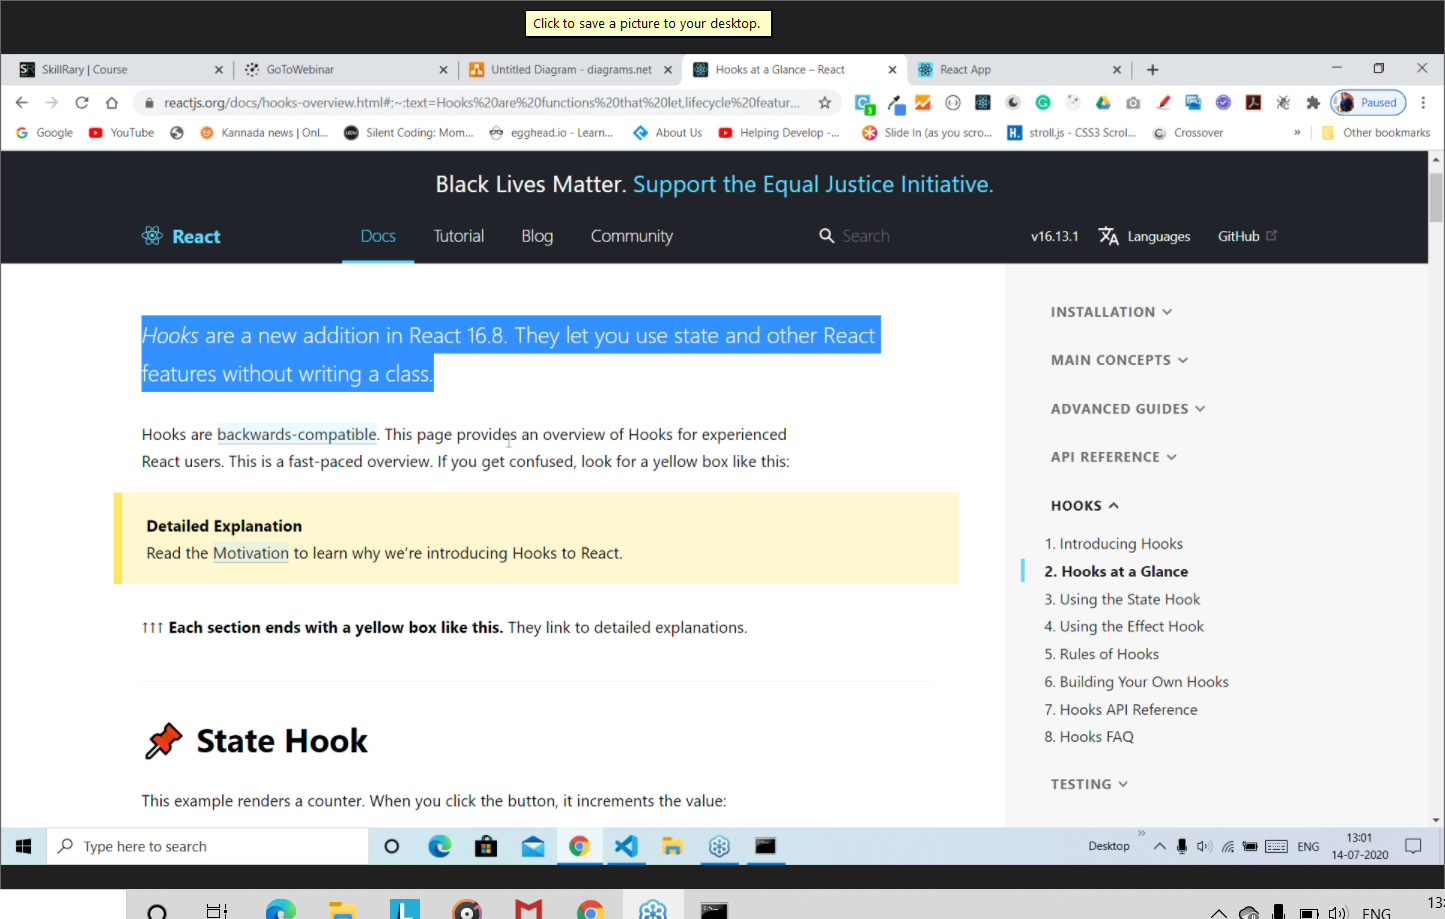 Click to save a picture to your desktop.
SR SkillRary | Course
GoToWebinar
Untitled Diagram - diagrams.net
Hooks at a Glance – React
React App
reactjs.org/docs/hooks-overview.html#:~:text=Hooks%20are%20functions%20that%20let,lifecycle%20featur...
3
Paused
Google
YouTube
Kannada news | Onl...
Silent Coding: Mom...
egghead.io - Learn...
About Us
Helping Develop -...
Slide In (as you scro...
H. stroll.js - CSS3 Scrol...
Crossover
»
Other bookmarks
Black Lives Matter. Support the Equal Justice Initiative.
React
Docs
Tutorial
Blog
Community
Search
v16.13.1
Languages
GitHub
Hooks are a new addition in React 16.8. They let you use state and other React
features without writing a class.
Hooks are backwards-compatible. This page provides an overview of Hooks for experienced
React users. This is a fast-paced overview. If you get confused, look for a yellow box like this:
Detailed Explanation
Read the Motivation to learn why we’re introducing Hooks to React.
↑↑↑ Each section ends with a yellow box like this. They link to detailed explanations.
State Hook
This example renders a counter. When you click the button, it increments the value:
INSTALLATION
MAIN CONCEPTS
ADVANCED GUIDES
API REFERENCE
HOOKS
1. Introducing Hooks
2. Hooks at a Glance
3. Using the State Hook
4. Using the Effect Hook
5. Rules of Hooks
6. Building Your Own Hooks
7. Hooks API Reference
8. Hooks FAQ
TESTING
Type here to search
Desktop
»
ENG
13:01
14-07-2020
ENG
13: